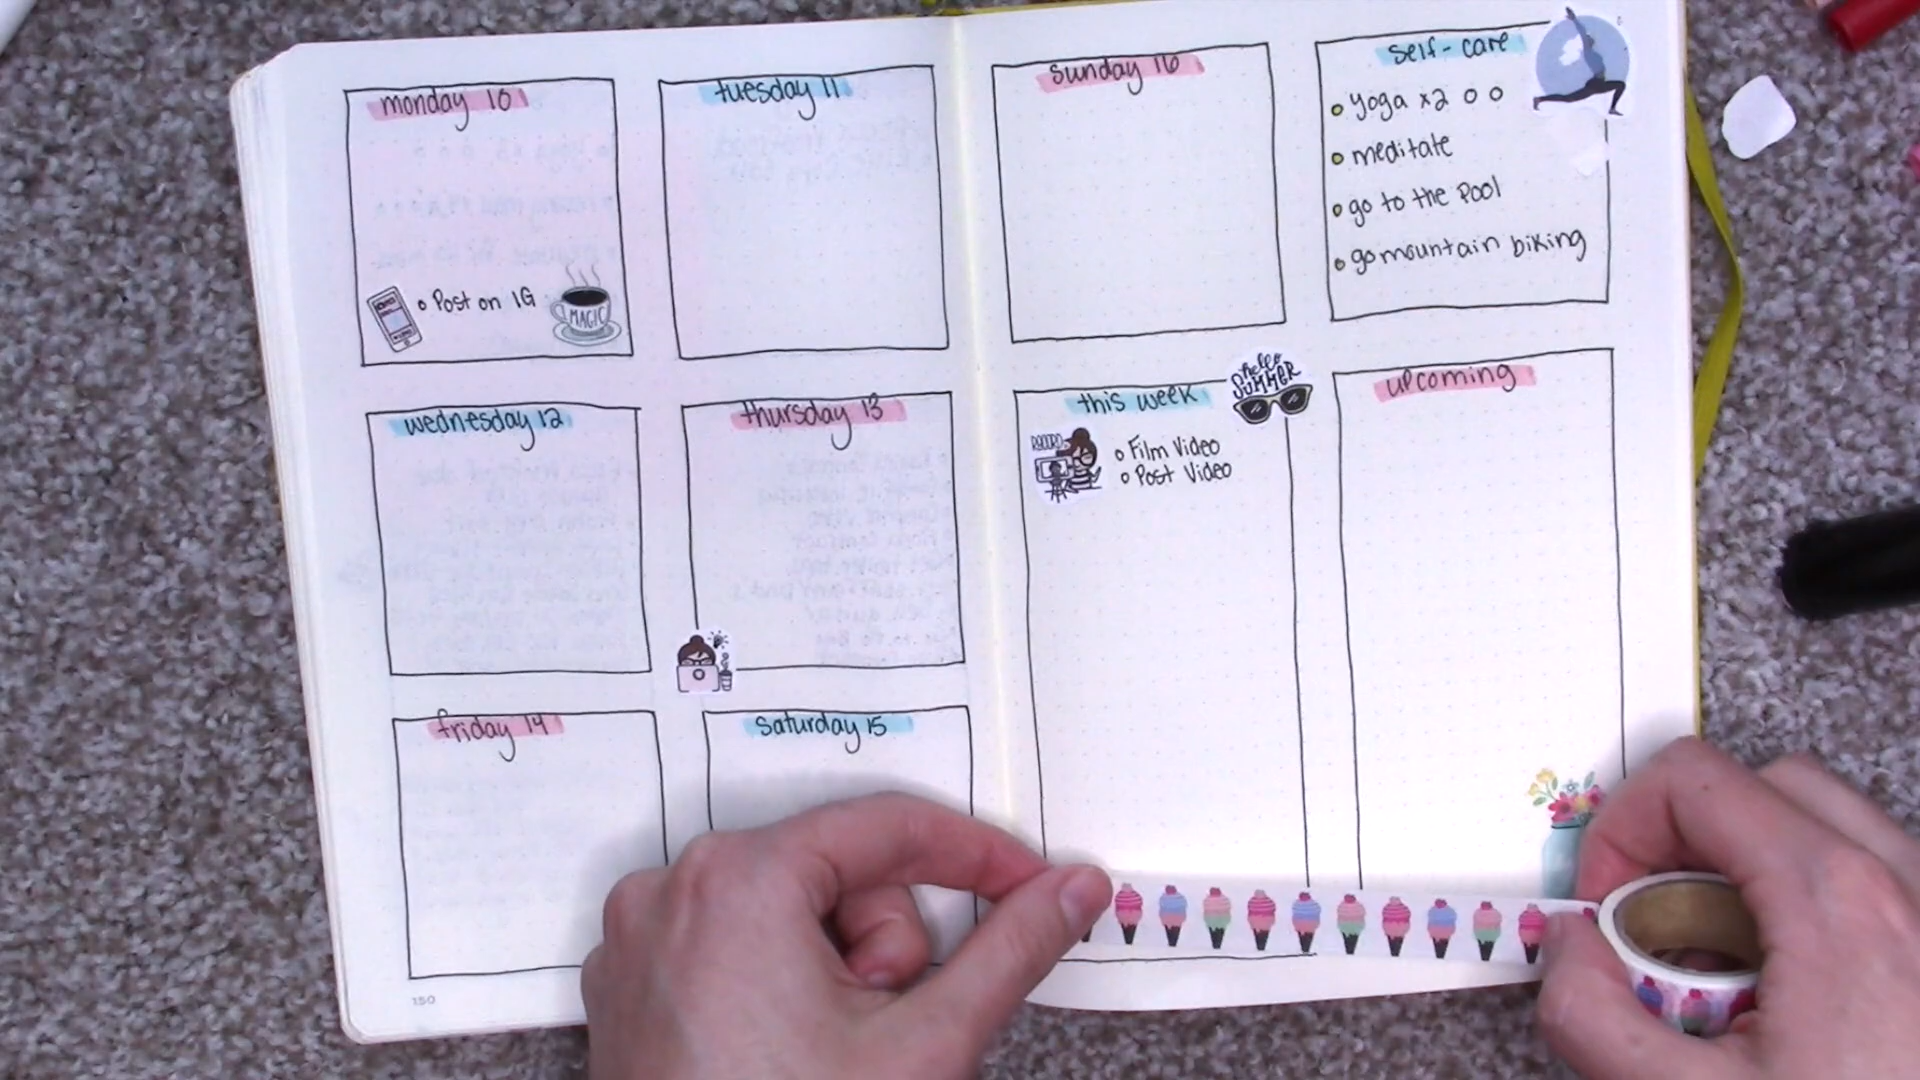 monday 10
Post on IG
MAGIC
tuesday 11
wednesday 12
thursday 13
friday 14
saturday 15
150
sunday 16
self-care
yoga x2
meditate
go to the pool
go mountain biking
this week
hello
SUMMER
RECORD
Film Video
Post Video
upcoming